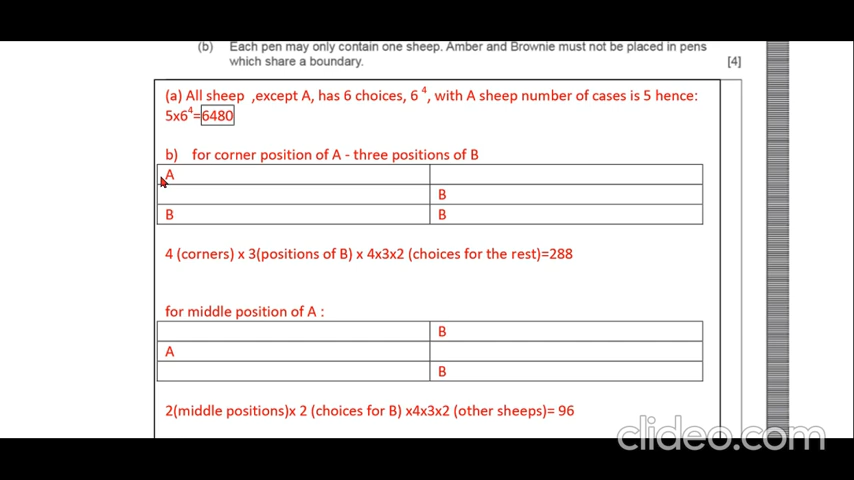 (b) Each pen may only contain one sheep. Amber and Brownie must not be placed in pens
which share a boundary. [4]
(a) All sheep ,except A, has 6 choices, 6 4, with A sheep number of cases is 5 hence:
5x6⁴=6480
b) for corner position of A - three positions of B
A
B
B B
4 (corners) x 3(positions of B) x 4x3x2 (choices for the rest)=288
for middle position of A :
B
A
B
2(middle positions)x 2 (choices for B) x4x3x2 (other sheeps)= 96
clideo.com